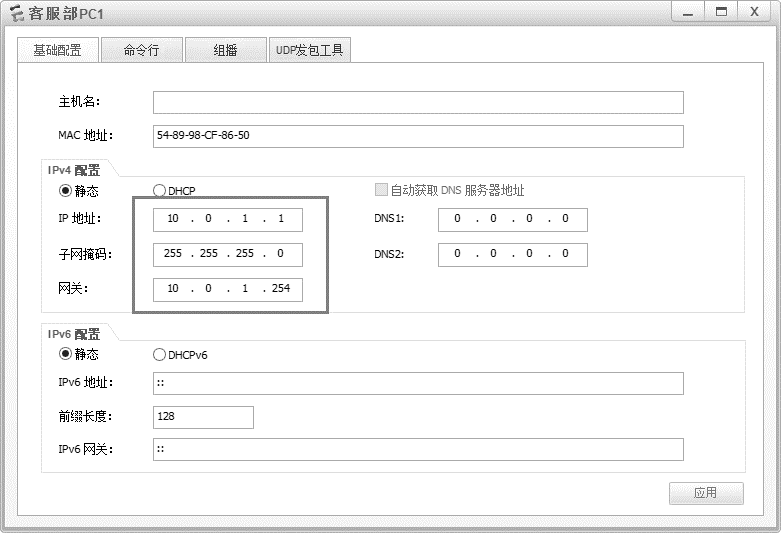 客服部PC1
基础配置 命令行 组播 UDP发包工具
主机名:
MAC 地址: 54-89-98-CF-86-50
IPv4 配置
静态 DHCP 自动获取 DNS 服务器地址
IP 地址: 10 . 0 . 1 . 1 DNS1: 0 . 0 . 0 . 0
子网掩码: 255 . 255 . 255 . 0 DNS2: 0 . 0 . 0 . 0
网关: 10 . 0 . 1 . 254
IPv6 配置
静态 DHCPv6
IPv6 地址: ::
前缀长度: 128
IPv6 网关: ::
应用